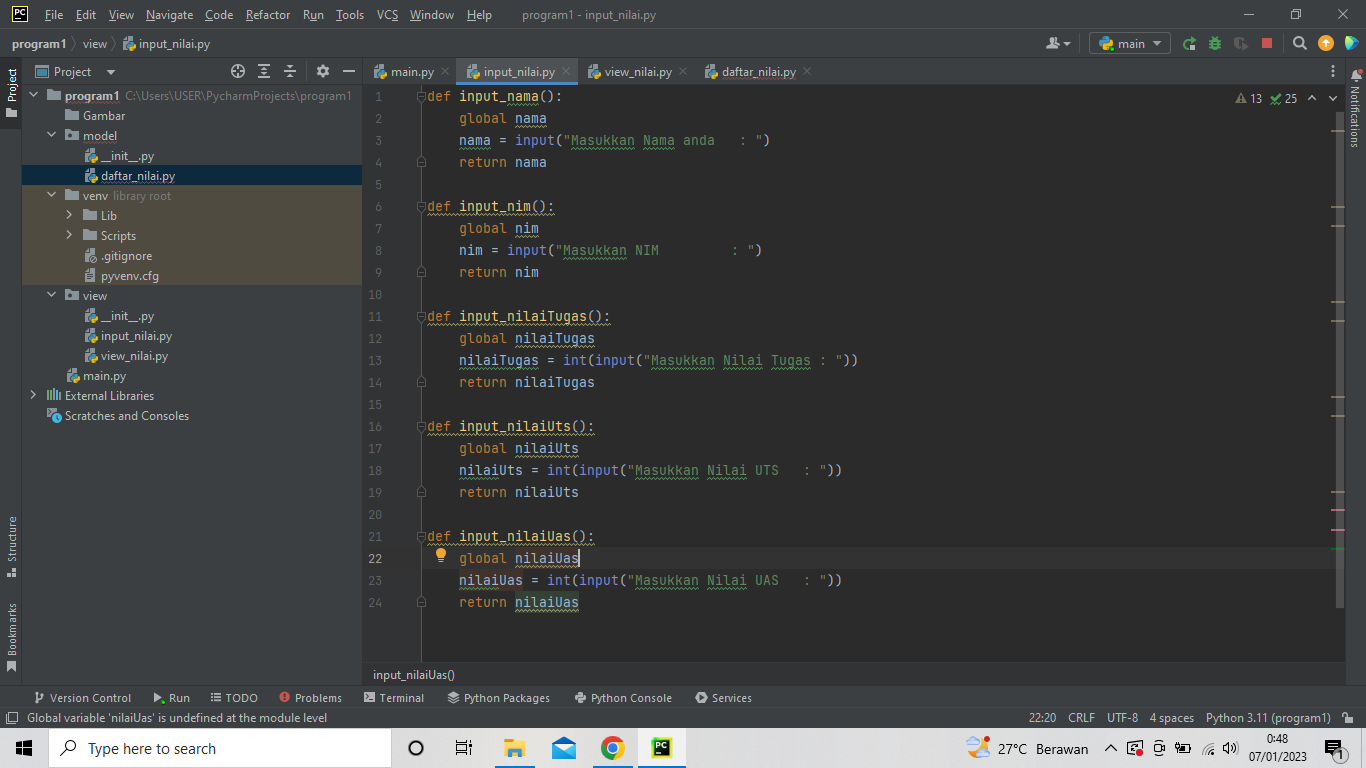 PC File Edit View Navigate Code Refactor Run Tools VCS Window Help program1 - input_nilai.py
program1 view input_nilai.py main
Project
Project
main.py input_nilai.py view_nilai.py daftar_nilai.py
Notifications
program1 C:\Users\USER\PycharmProjects\program1
Gambar
model
__init__.py
daftar_nilai.py
venv library root
Lib
Scripts
.gitignore
pyvenv.cfg
view
__init__.py
input_nilai.py
view_nilai.py
main.py
External Libraries
Scratches and Consoles
13 25
1 def input_nama():
2 global nama
3 nama = input("Masukkan Nama anda   : ")
4 return nama
5
6 def input_nim():
7 global nim
8 nim = input("Masukkan NIM         : ")
9 return nim
10
11 def input_nilaiTugas():
12 global nilaiTugas
13 nilaiTugas = int(input("Masukkan Nilai Tugas : "))
14 return nilaiTugas
15
16 def input_nilaiUts():
17 global nilaiUts
18 nilaiUts = int(input("Masukkan Nilai UTS   : "))
19 return nilaiUts
20
21 def input_nilaiUas():
22 global nilaiUas
23 nilaiUas = int(input("Masukkan Nilai UAS   : "))
24 return nilaiUas
Structure
Bookmarks
input_nilaiUas()
Version Control Run TODO Problems Terminal Python Packages Python Console Services
Global variable 'nilaiUas' is undefined at the module level 22:20 CRLF UTF-8 4 spaces Python 3.11 (program1)
Type here to search PC 27°C Berawan 0:48
07/01/2023 1